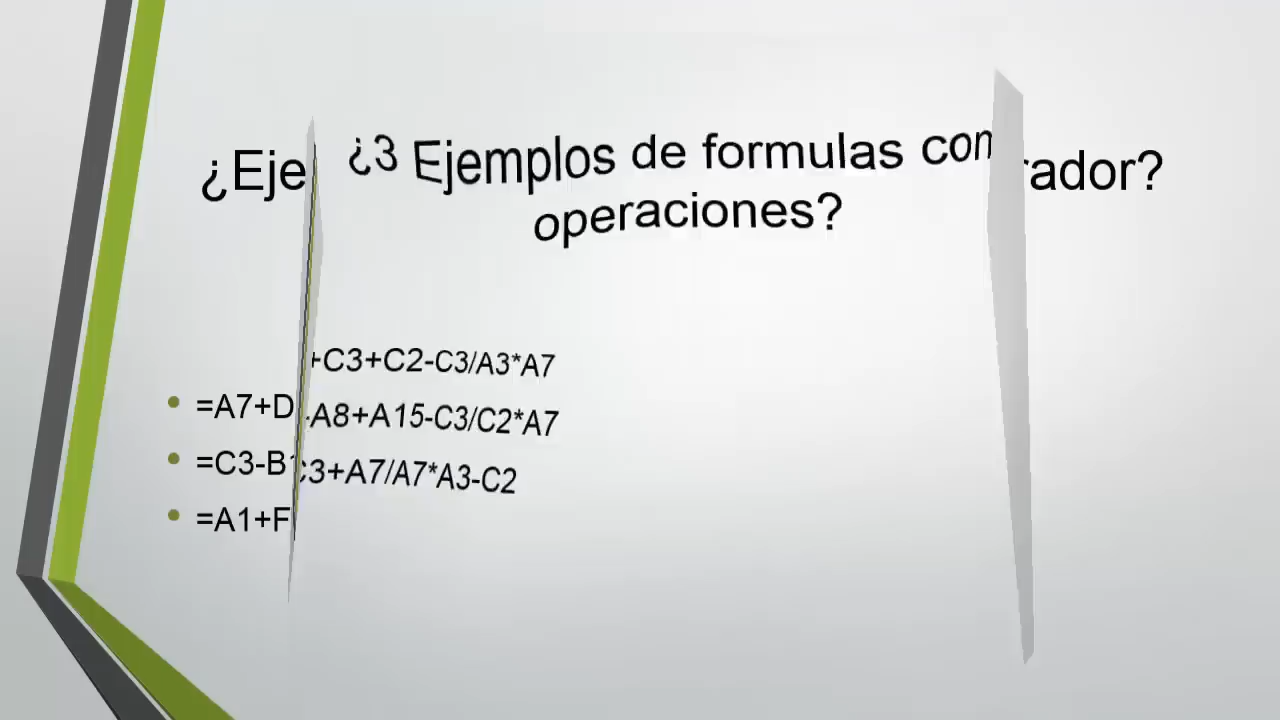 ¿Eje
¿3 Ejemplos de formulas con
rador?
operaciones?
+C3+C2-C3/A3*A7
=A7+D
-A8+A15-C3/C2*A7
=C3-B1
C3+A7/A7*A3-C2
=A1+F